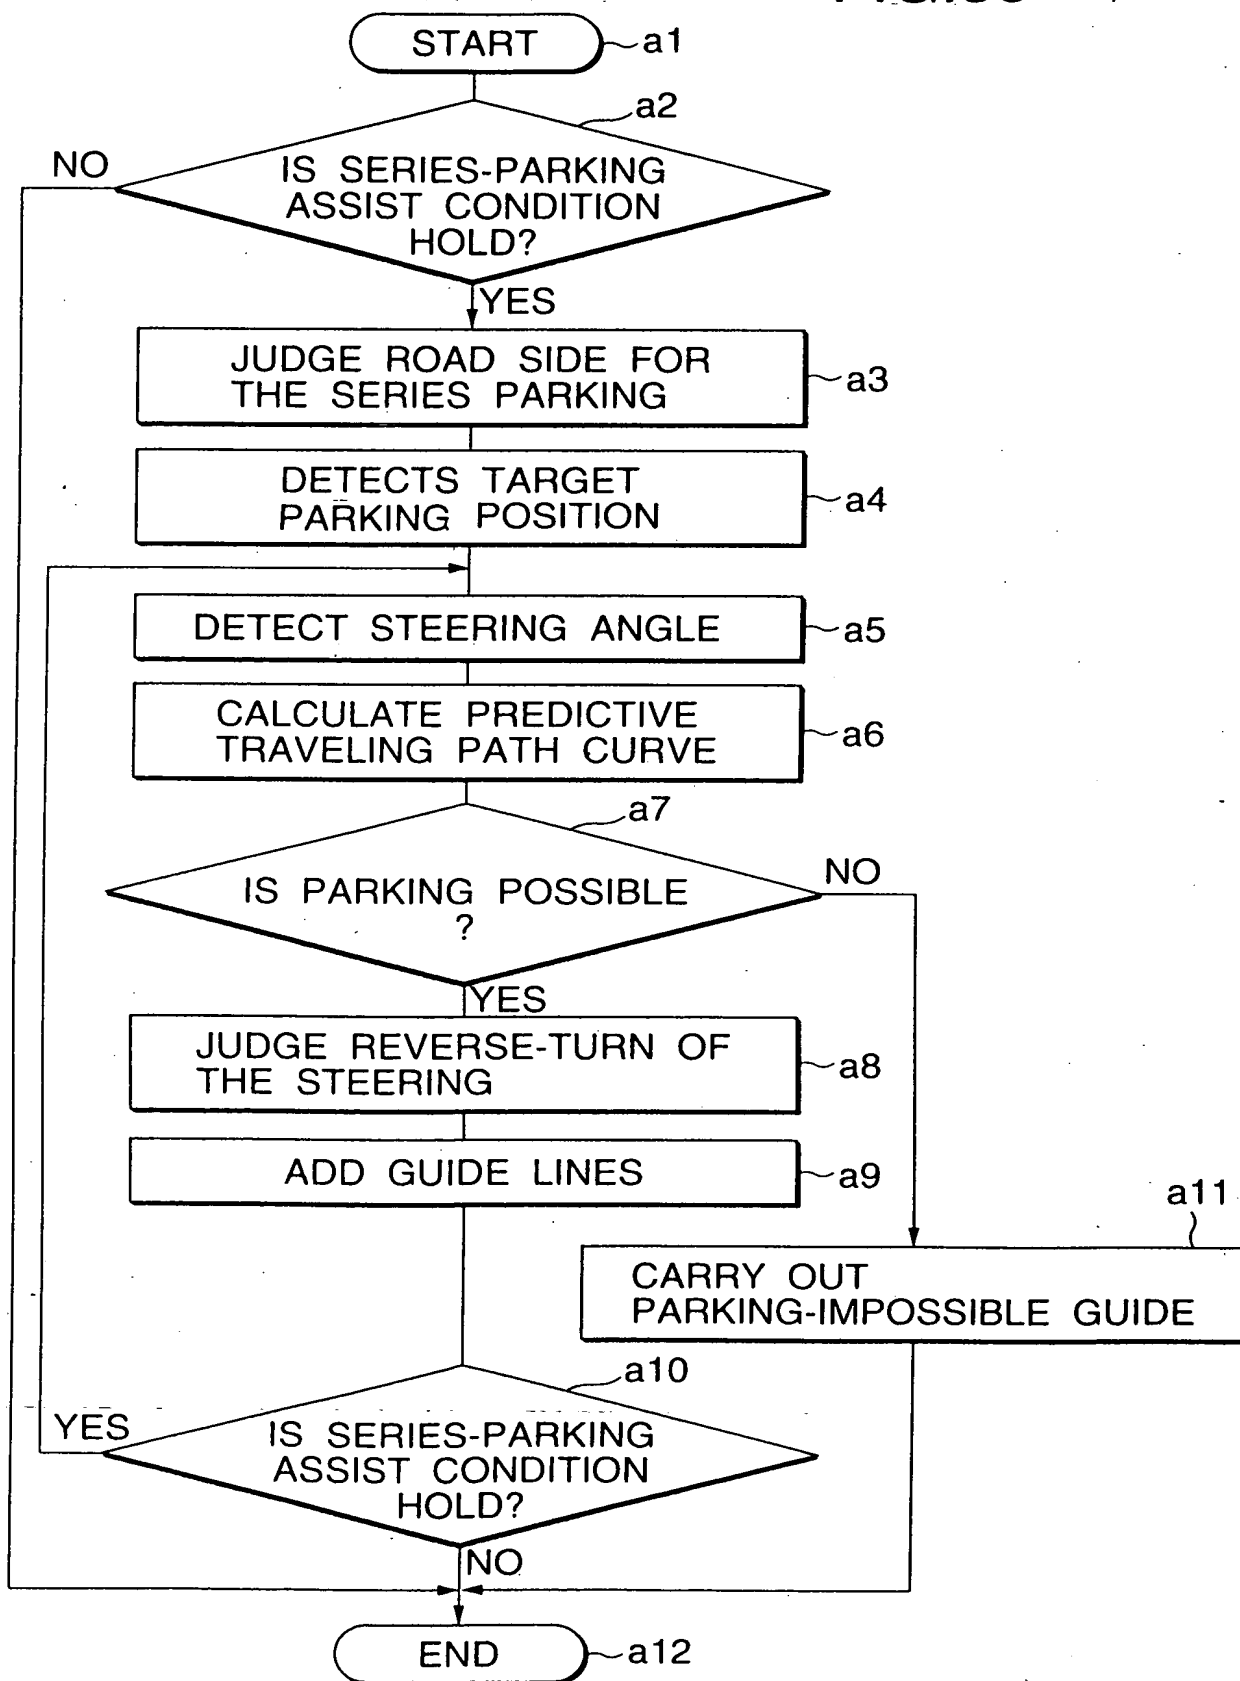 START
a1
a2
NO
IS SERIES-PARKING
ASSIST CONDITION
HOLD?
YES
JUDGE ROAD SIDE FOR
THE SERIES PARKING
a3
DETECTS TARGET
PARKING POSITION
a4
DETECT STEERING ANGLE
a5
CALCULATE PREDICTIVE
TRAVELING PATH CURVE
a6
a7
NO
IS PARKING POSSIBLE
?
YES
JUDGE REVERSE-TURN OF
THE STEERING
a8
ADD GUIDE LINES
a9
a11
CARRY OUT
PARKING-IMPOSSIBLE GUIDE
a10
YES
IS SERIES-PARKING
ASSIST CONDITION
HOLD?
NO
END
a12